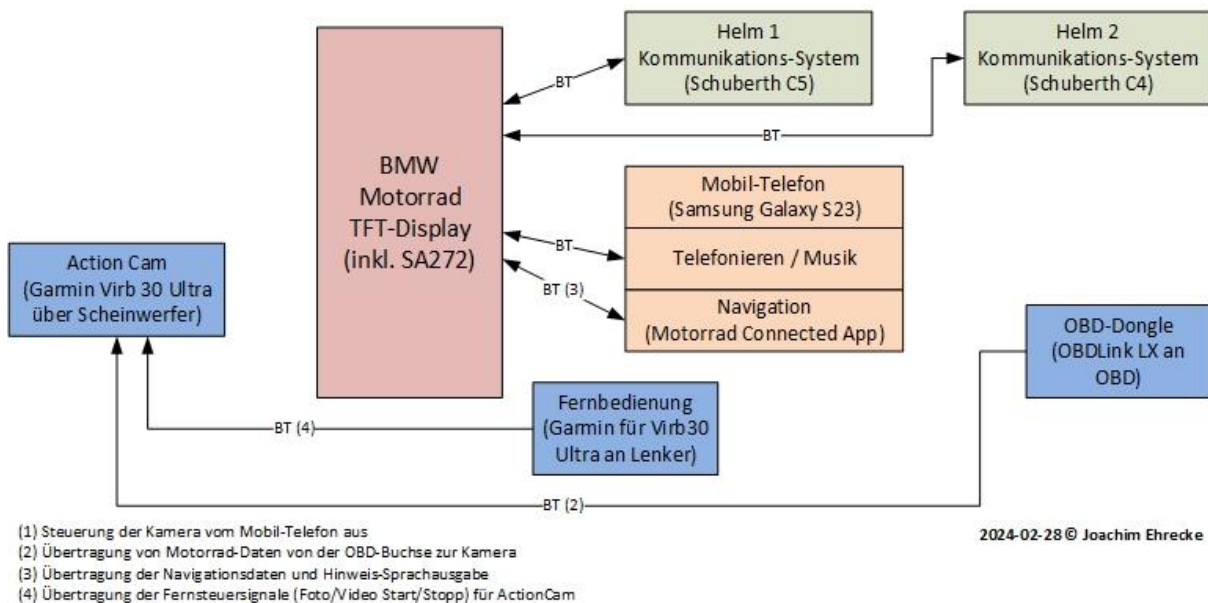 Helm 1
Kommunikations-System
(Schuberth C5)
Helm 2
Kommunikations-System
(Schuberth C4)
BT
BT
BMW
Motorrad
TFT-Display
(inkl. SA272)
Mobil-Telefon
(Samsung Galaxy S23)
Telefonieren / Musik
Navigation
(Motorrad Connected App)
BT
BT (3)
Action Cam
(Garmin Virb 30 Ultra
über Scheinwerfer)
OBD-Dongle
(OBDLink LX an
OBD)
Fernbedienung
(Garmin für Virb30
Ultra an Lenker)
BT (4)
BT (2)
(1) Steuerung der Kamera vom Mobil-Telefon aus
(2) Übertragung von Motorrad-Daten von der OBD-Buchse zur Kamera
(3) Übertragung der Navigationsdaten und Hinweis-Sprachausgabe
(4) Übertragung der Fernsteuersignale (Foto/Video Start/Stopp) für ActionCam
2024-02-28 © Joachim Ehrecke